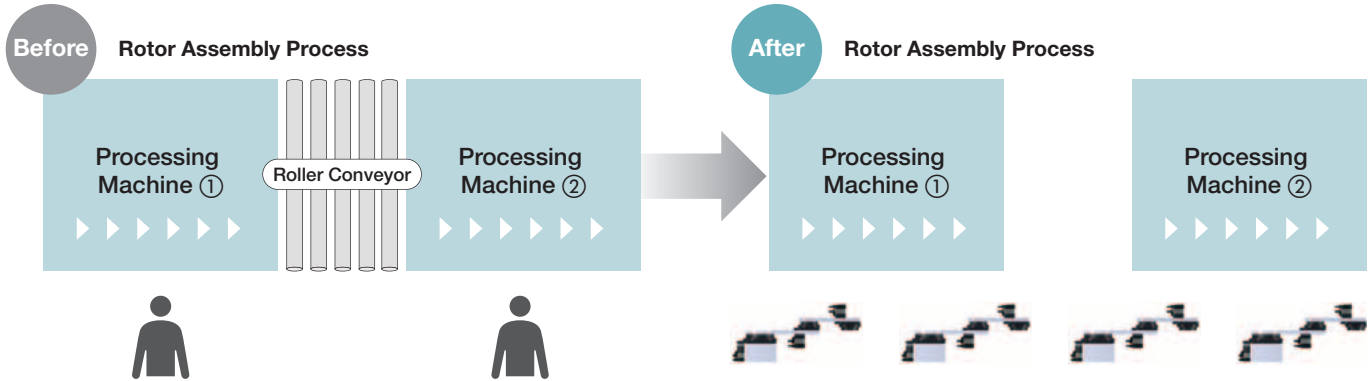 Before
Rotor Assembly Process
Processing
Machine ①
Roller Conveyor
Processing
Machine ②
After
Rotor Assembly Process
Processing
Machine ①
Processing
Machine ②